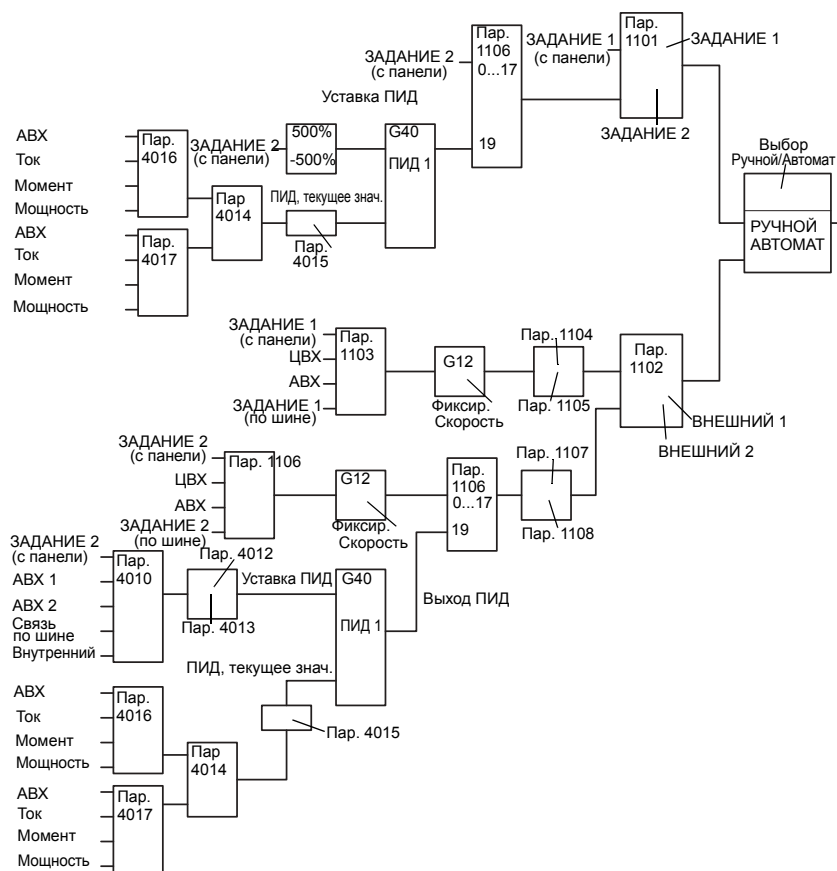 ЗАДАНИЕ 2
(с панели)
Пар.
1106
0...17
19
ЗАДАНИЕ 1
(с панели)
Пар.
1101
ЗАДАНИЕ 1
ЗАДАНИЕ 2
Уставка ПИД
АВХ
Ток
Момент
Мощность
Пар.
4016
ЗАДАНИЕ 2
(с панели)
500%
-500%
G40
ПИД 1
Выбор
Ручной/Автомат
РУЧНОЙ
АВТОМАТ
АВХ
Ток
Момент
Мощность
Пар.
4017
Пар
4014
ПИД, текущее знач.
Пар.
4015
ЗАДАНИЕ 1
(с панели)
ЦВХ
АВХ
ЗАДАНИЕ 1
(по шине)
Пар.
1103
G12
Фиксир.
Скорость
Пар. 1104
Пар. 1105
Пар.
1102
ВНЕШНИЙ 1
ВНЕШНИЙ 2
ЗАДАНИЕ 2
(с панели)
ЦВХ
АВХ
ЗАДАНИЕ 2
(по шине)
Пар. 1106
G12
Фиксир.
Скорость
Пар.
1106
0...17
19
Пар. 1107
Пар. 1108
ЗАДАНИЕ 2
(с панели)
АВХ 1
АВХ 2
Связь
по шине
Внутренний
Пар.
4010
Пар. 4012
Пар. 4013
Уставка ПИД
G40
ПИД 1
Выход ПИД
ПИД, текущее знач.
Пар. 4015
АВХ
Ток
Момент
Мощность
Пар.
4016
Пар
4014
АВХ
Ток
Момент
Мощность
Пар.
4017